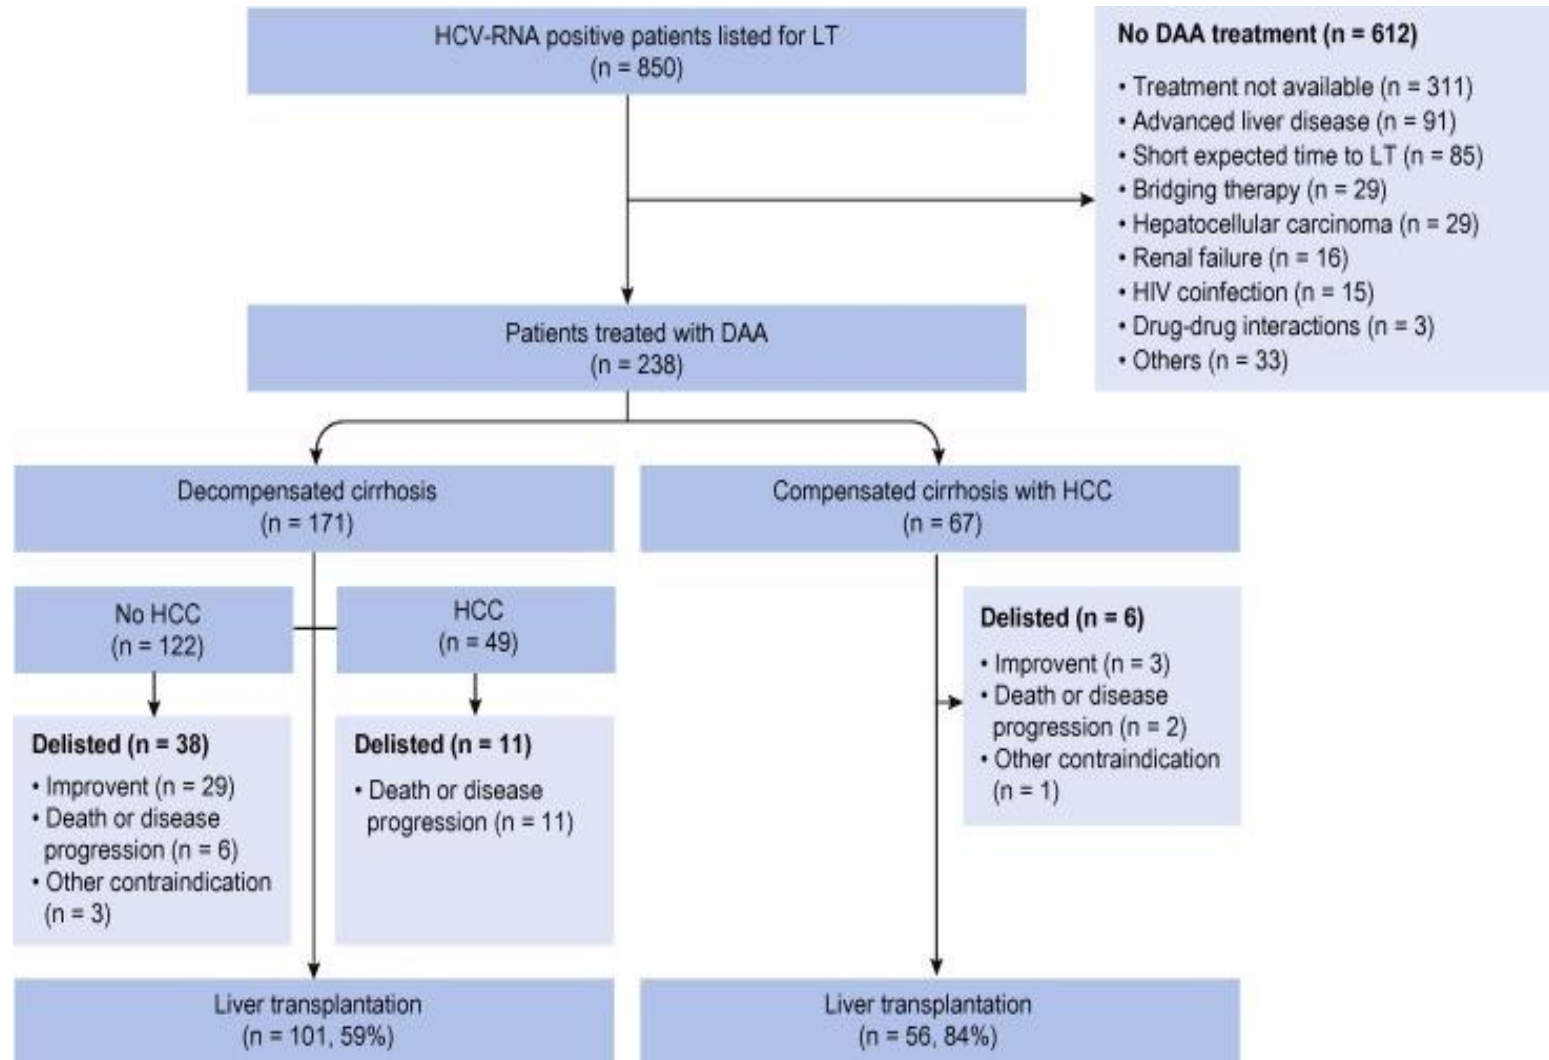 HCV-RNA positive patients listed for LT
(n = 850)
No DAA treatment (n = 612)
• Treatment not available (n = 311)
• Advanced liver disease (n = 91)
• Short expected time to LT (n = 85)
• Bridging therapy (n = 29)
• Hepatocellular carcinoma (n = 29)
• Renal failure (n = 16)
• HIV coinfection (n = 15)
• Drug-drug interactions (n = 3)
• Others (n = 33)
Patients treated with DAA
(n = 238)
Decompensated cirrhosis
(n = 171)
Compensated cirrhosis with HCC
(n = 67)
No HCC
(n = 122)
HCC
(n = 49)
Delisted (n = 38)
• Improvent (n = 29)
• Death or disease
progression (n = 6)
• Other contraindication
(n = 3)
Delisted (n = 11)
• Death or disease
progression (n = 11)
Delisted (n = 6)
• Improvent (n = 3)
• Death or disease
progression (n = 2)
• Other contraindication
(n = 1)
Liver transplantation
(n = 101, 59%)
Liver transplantation
(n = 56, 84%)